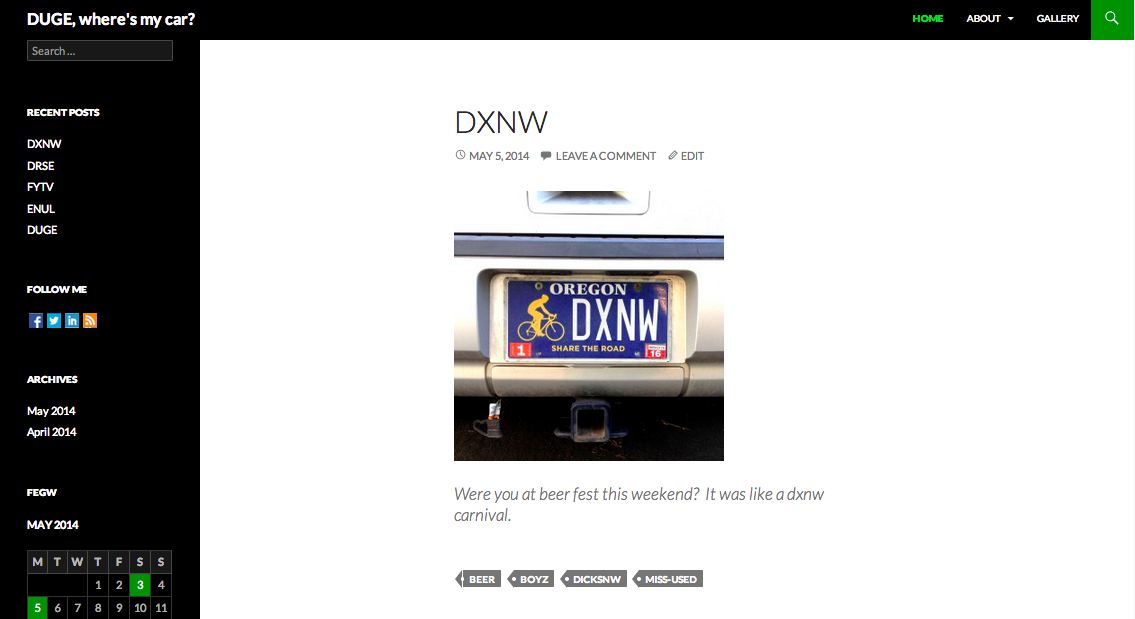 DUGE, where's my car?
HOME ABOUT GALLERY
Search ...
RECENT POSTS
DXNW
DRSE
FYTV
ENUL
DUGE
FOLLOW ME
ARCHIVES
May 2014
April 2014
FEGW
MAY 2014
M T W T F S S
1 2 3 4
5 6 7 8 9 10 11
DXNW
MAY 5, 2014 LEAVE A COMMENT EDIT
OREGON
DXNW
SHARE THE ROAD
1
16
Were you at beer fest this weekend? It was like a dxnw
carnival.
BEER BOYZ DICKSNW MISS-USED